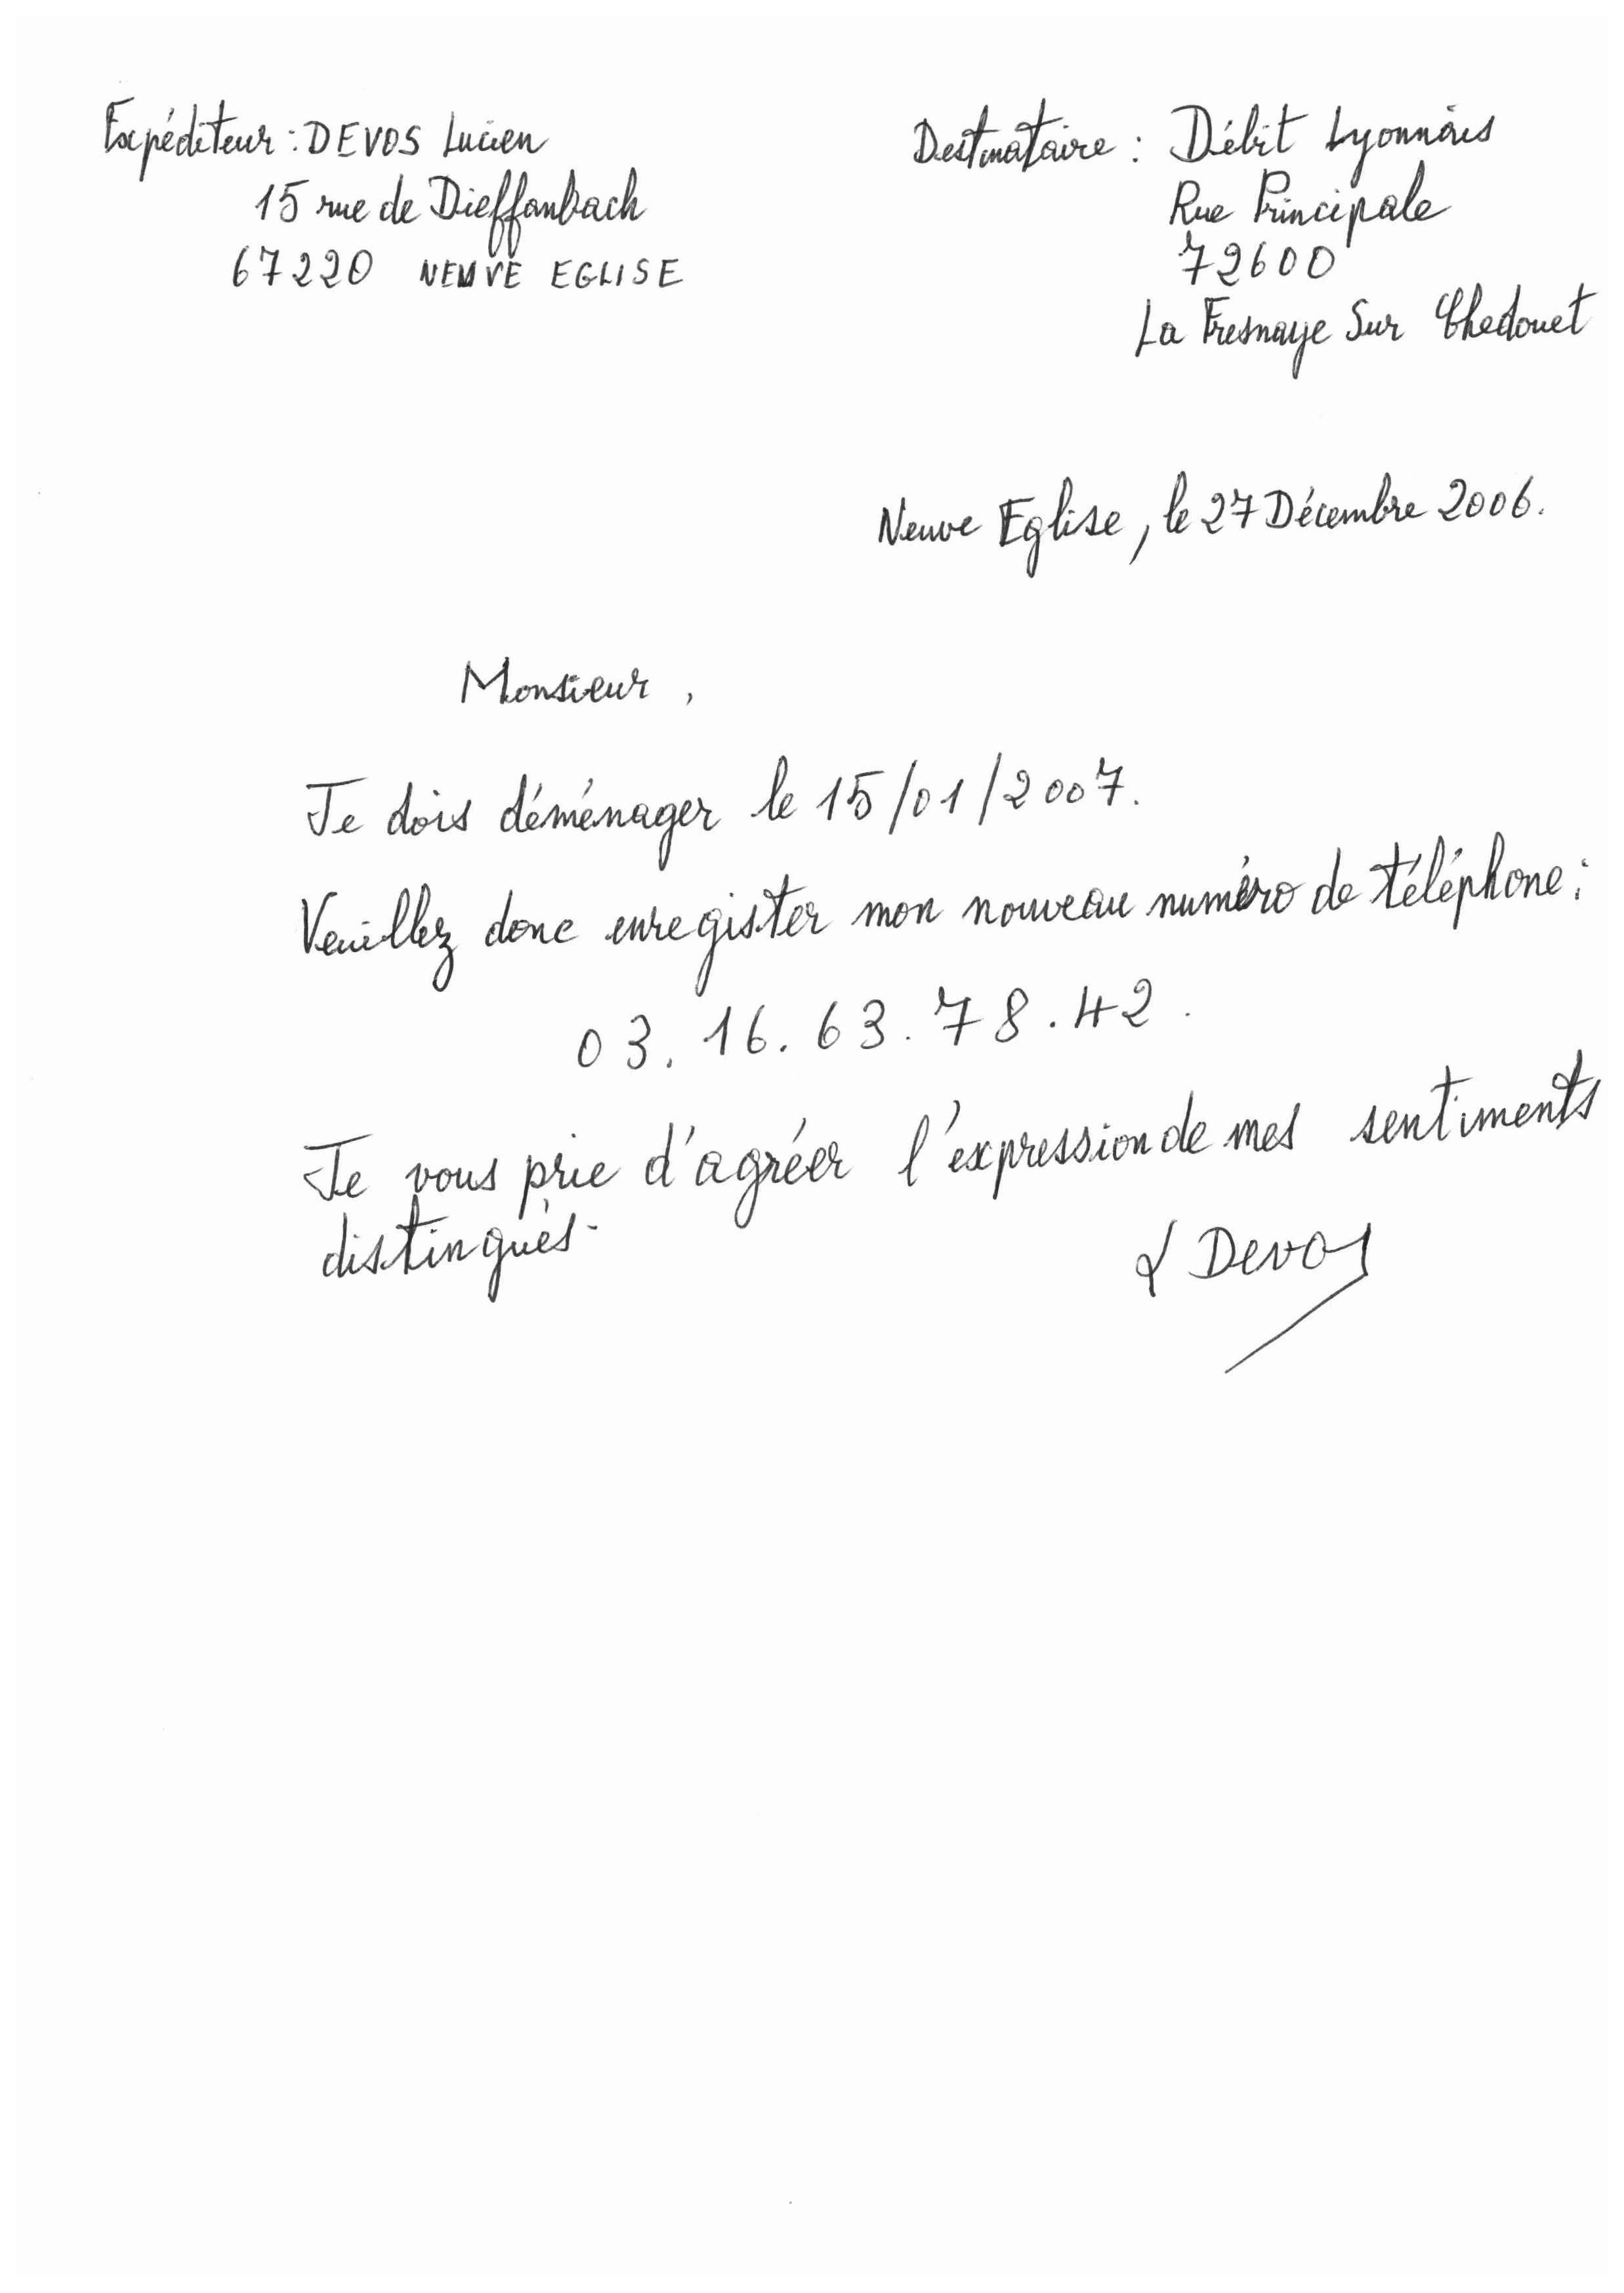 Expéditeur : DEVOS Lucien
15 rue de Dieffanbach
67220 NEUVE EGLISE
Destinataire : Débit Lyonnais
Rue Principale
72600
La Fresnaye Sur Chedouet
Neuve Eglise, le 27 Décembre 2006.
Monsieur,
Je dois déménager le 15/01/2007.
Veuillez donc enregister mon nouveau numéro de téléphone :
03.16.63.78.42.
Je vous prie d'agréer l'expression de mes sentiments
distingués.
L Devos